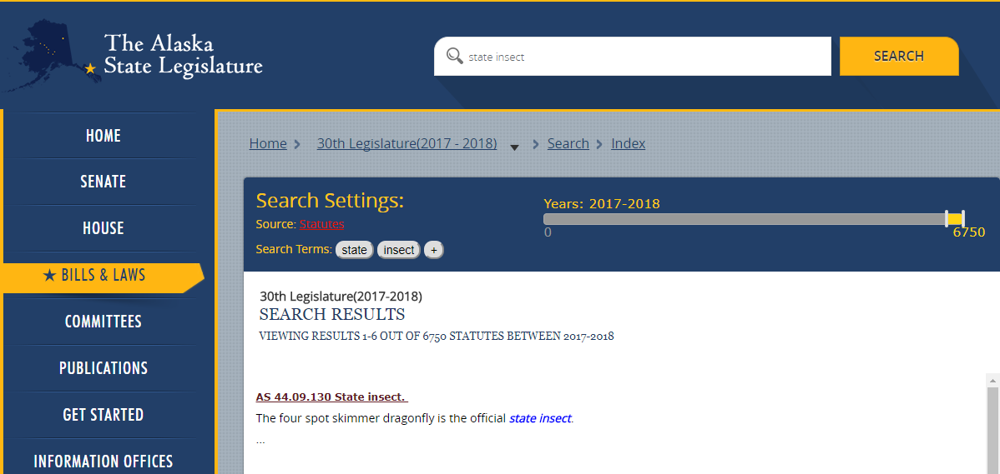 The Alaska
State Legislature
state insect
SEARCH
HOME
SENATE
HOUSE
★ BILLS & LAWS
COMMITTEES
PUBLICATIONS
GET STARTED
INFORMATION OFFICES
Home > 30th Legislature(2017 - 2018) > Search > Index
Search Settings:
Source: Statutes
Search Terms: state insect +
Years: 2017-2018
0 6750
30th Legislature(2017-2018)
SEARCH RESULTS
VIEWING RESULTS 1-6 OUT OF 6750 STATUTES BETWEEN 2017-2018
AS 44.09.130 State insect.
The four spot skimmer dragonfly is the official state insect.
...